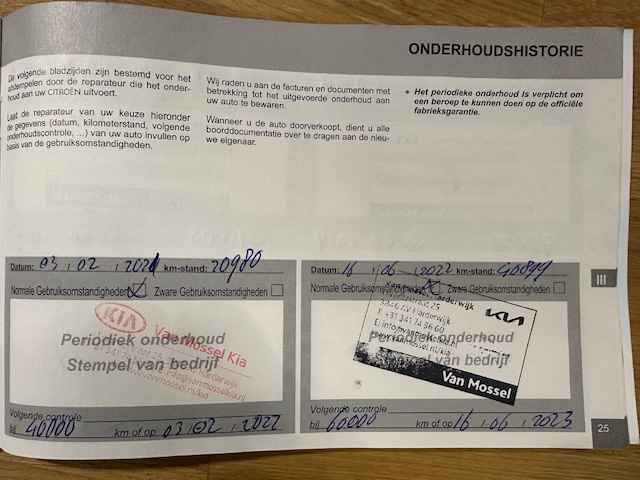 ONDERHOUDSHISTORIE
De volgende bladzijden zijn bestemd voor het
afstempelen door de reparateur die het onder-
houd aan uw CITROËN uitvoert.
Laat de reparateur van uw keuze hieronder
de gegevens (datum, kilometerstand, volgende
onderhoudscontrole, ...) van uw auto invullen op
basis van de gebruiksomstandigheden.
Wij raden u aan de facturen en documenten met
betrekking tot het uitgevoerde onderhoud aan
uw auto te bewaren.
Wanneer u de auto doorverkoopt, dient u alle
boorddocumentatie over te dragen aan de nieu-
we eigenaar.
Het periodieke onderhoud is verplicht om
een beroep te kunnen doen op de officiële
fabrieksgarantie.
Datum: 03 / 02 / 2021 km-stand: 20980
Normale Gebruiksomstandigheden Zware Gebruiksomstandigheden
KIA
Van Mossel Kia
Periodiek onderhoud
Stempel van bedrijf
Volgende controle
bij 40000 km of op 03 / 02 / 2022
Datum: 16 / 06 / 2022 km-stand: 40899
Normale Gebruiksomstandigheden Zware Gebruiksomstandigheden
KIA
Periodiek onderhoud
Stempel van bedrijf
Van Mossel
Volgende controle
bij 60000 km of op 16 / 06 / 2023
III
25